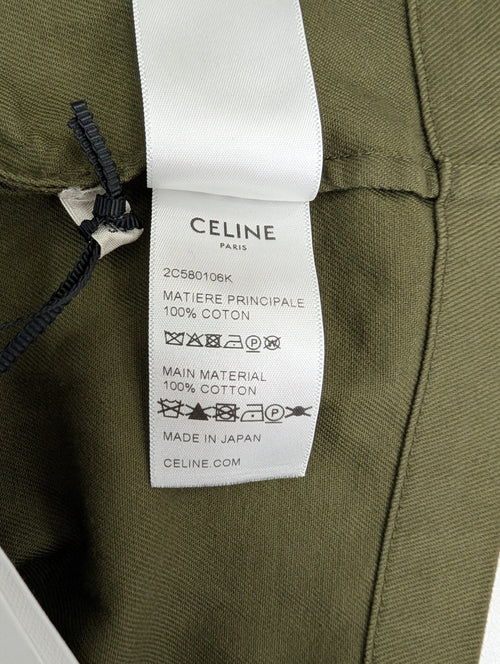 CELINE
PARIS
2C580106K
MATIERE PRINCIPALE
100% COTON
P W
MAIN MATERIAL
100% COTTON
P
MADE IN JAPAN
CELINE.COM